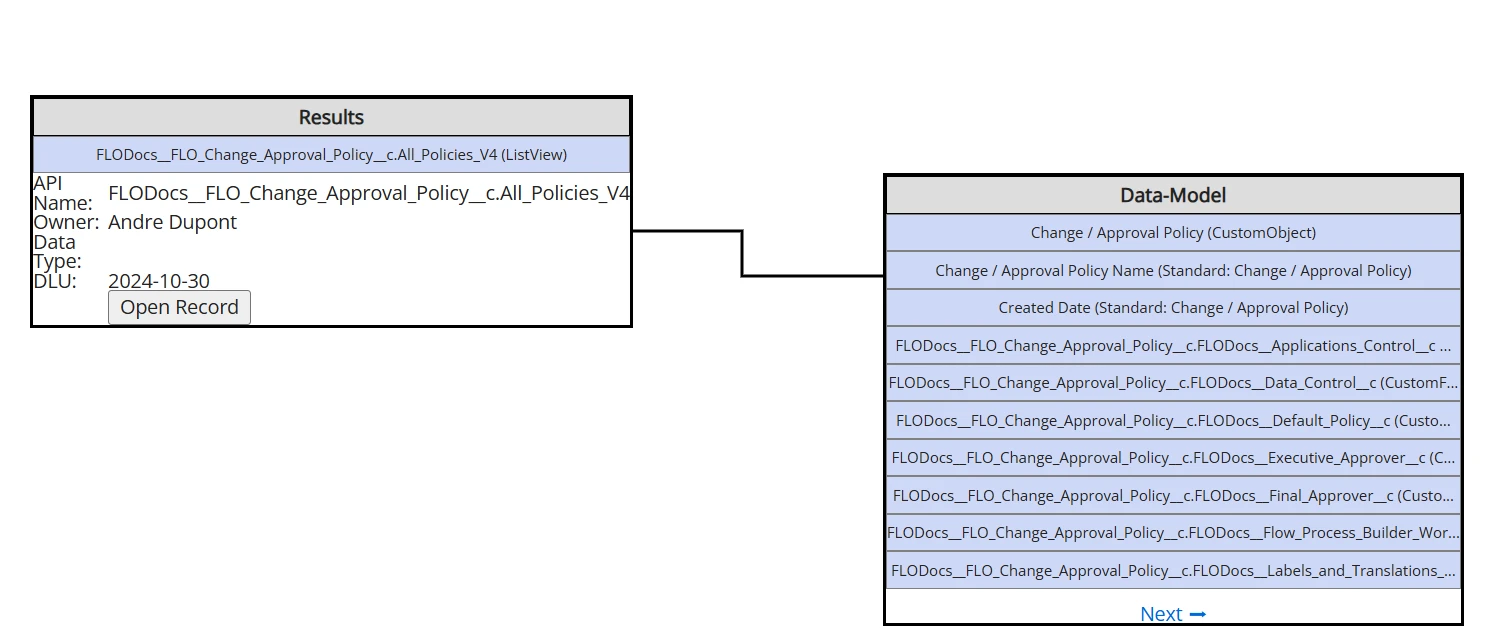 Results
FLODocs__FLO_Change_Approval_Policy__c.All_Policies_V4 (ListView)
API
Name: FLODocs__FLO_Change_Approval_Policy__c.All_Policies_V4
Owner: Andre Dupont
Data
Type:
DLU: 2024-10-30
Open Record
Data-Model
Change / Approval Policy (CustomObject)
Change / Approval Policy Name (Standard: Change / Approval Policy)
Created Date (Standard: Change / Approval Policy)
FLODocs__FLO_Change_Approval_Policy__c.FLODocs__Applications_Control__c ...
FLODocs__FLO_Change_Approval_Policy__c.FLODocs__Data_Control__c (CustomF...
FLODocs__FLO_Change_Approval_Policy__c.FLODocs__Default_Policy__c (Custo...
FLODocs__FLO_Change_Approval_Policy__c.FLODocs__Executive_Approver__c (C...
FLODocs__FLO_Change_Approval_Policy__c.FLODocs__Final_Approver__c (Custo...
FLODocs__FLO_Change_Approval_Policy__c.FLODocs__Flow_Process_Builder_Wor...
FLODocs__FLO_Change_Approval_Policy__c.FLODocs__Labels_and_Translations_...
Next →